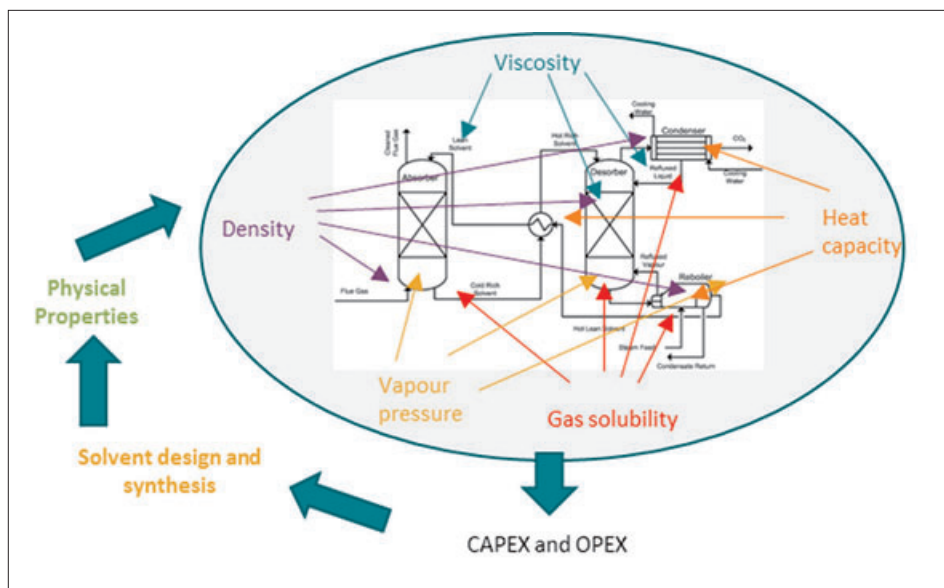 Viscosity
Cooling
Water
Cleaned
Flue Gas
Lean
Solvent
Hot Rich
Solvent
Condenser
CO₂
Absorber
Desorber
Refluxed
Liquid
Cooling
Water
Density
Heat
capacity
Refluxed
Vapour
Reboiler
Physical
Properties
Flue Gas
Cold Rich
Solvent
Hot Lean Solvent
Steam Feed
Condensate Return
Vapour
pressure
Gas solubility
Solvent design and
synthesis
CAPEX and OPEX